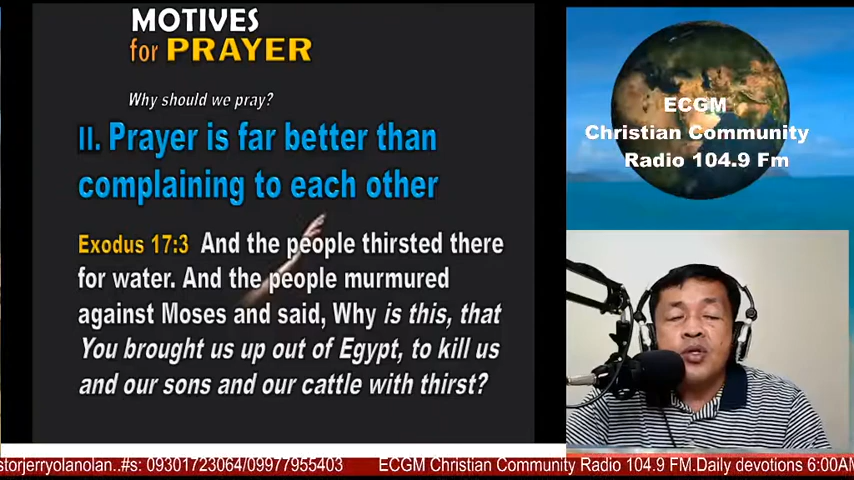 MOTIVES
for PRAYER
Why should we pray?
II. Prayer is far better than
complaining to each other
Exodus 17:3 And the people thirsted there
for water. And the people murmured
against Moses and said, Why is this, that
You brought us up out of Egypt, to kill us
and our sons and our cattle with thirst?
ECGM
Christian Community
Radio 104.9 Fm
storjerryolanolan..#s: 09301723064/09977955403 ECGM Christian Community Radio 104.9 FM.Daily devotions 6:00AM